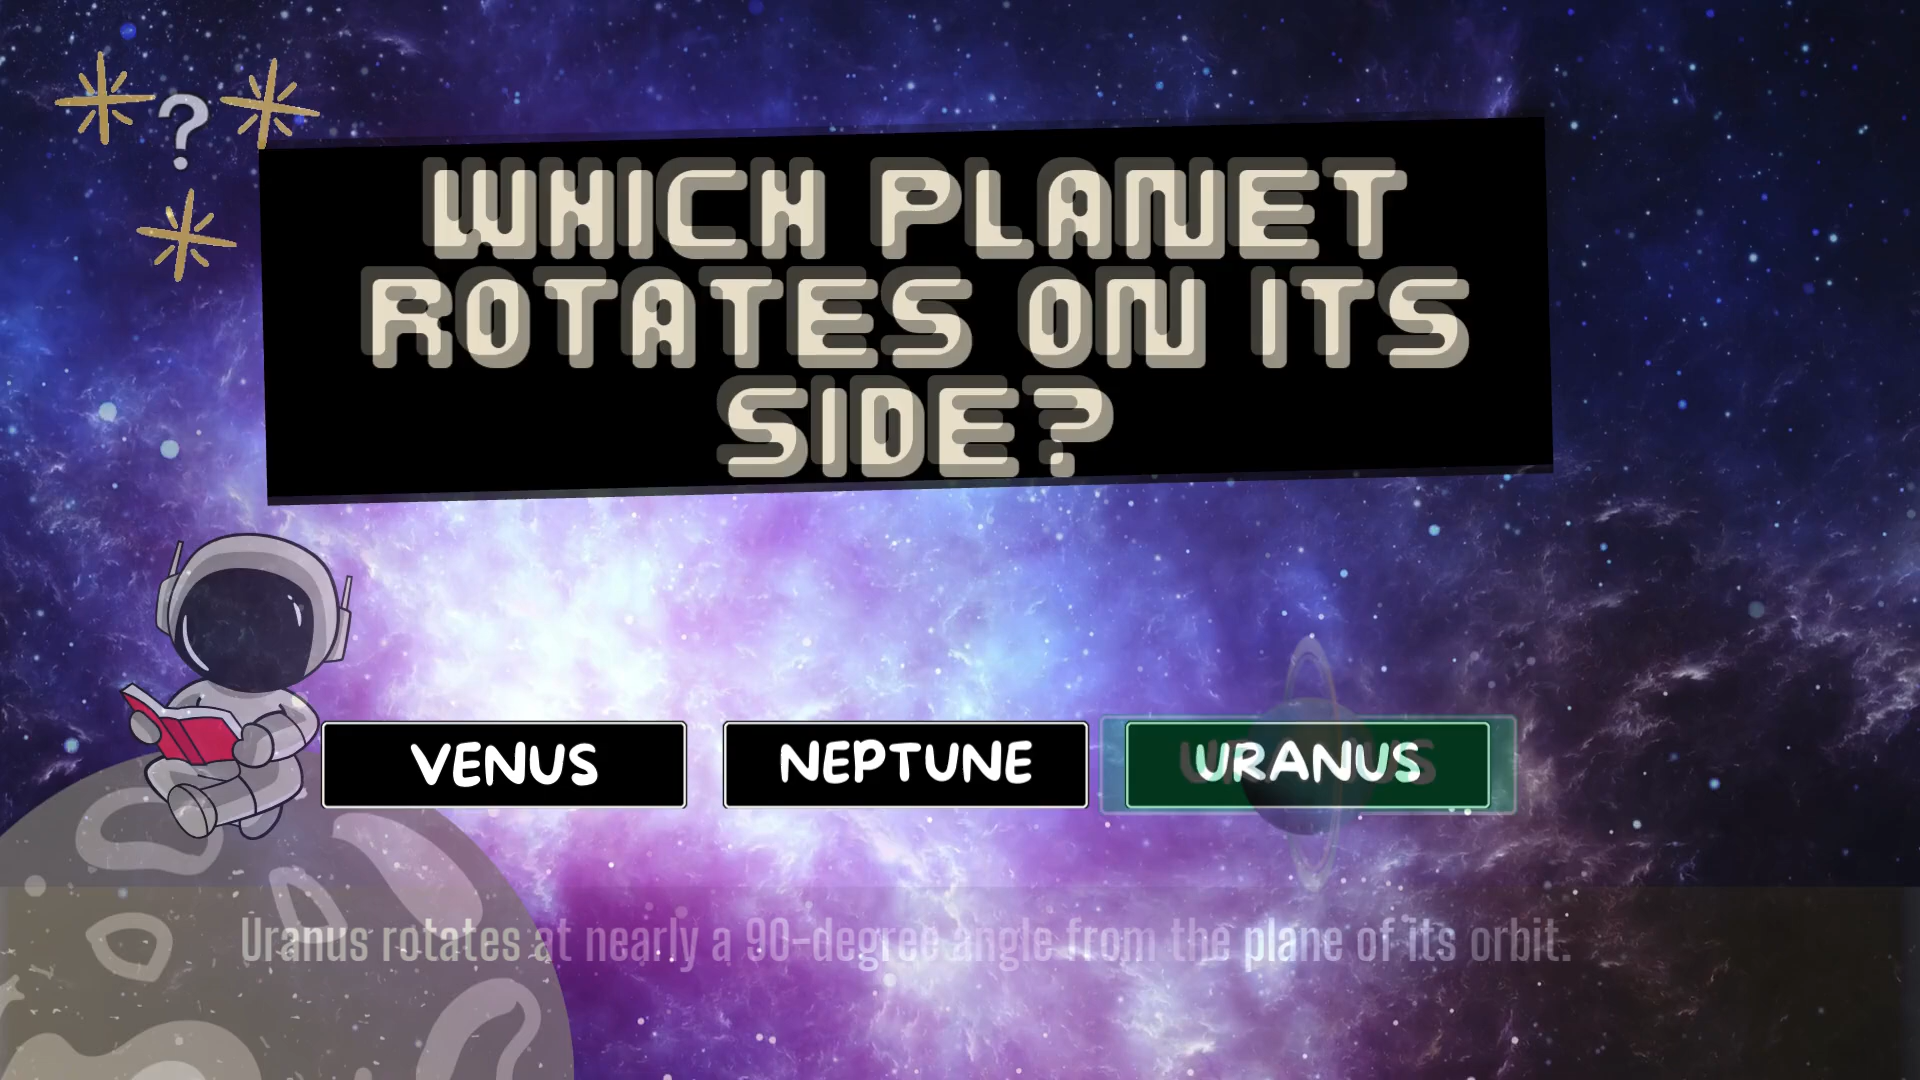 ?
WHICH PLANET
ROTATES ON ITS
SIDE?
VENUS
NEPTUNE
URANUS
Uranus rotates at nearly a 90-degree angle from the plane of its orbit.